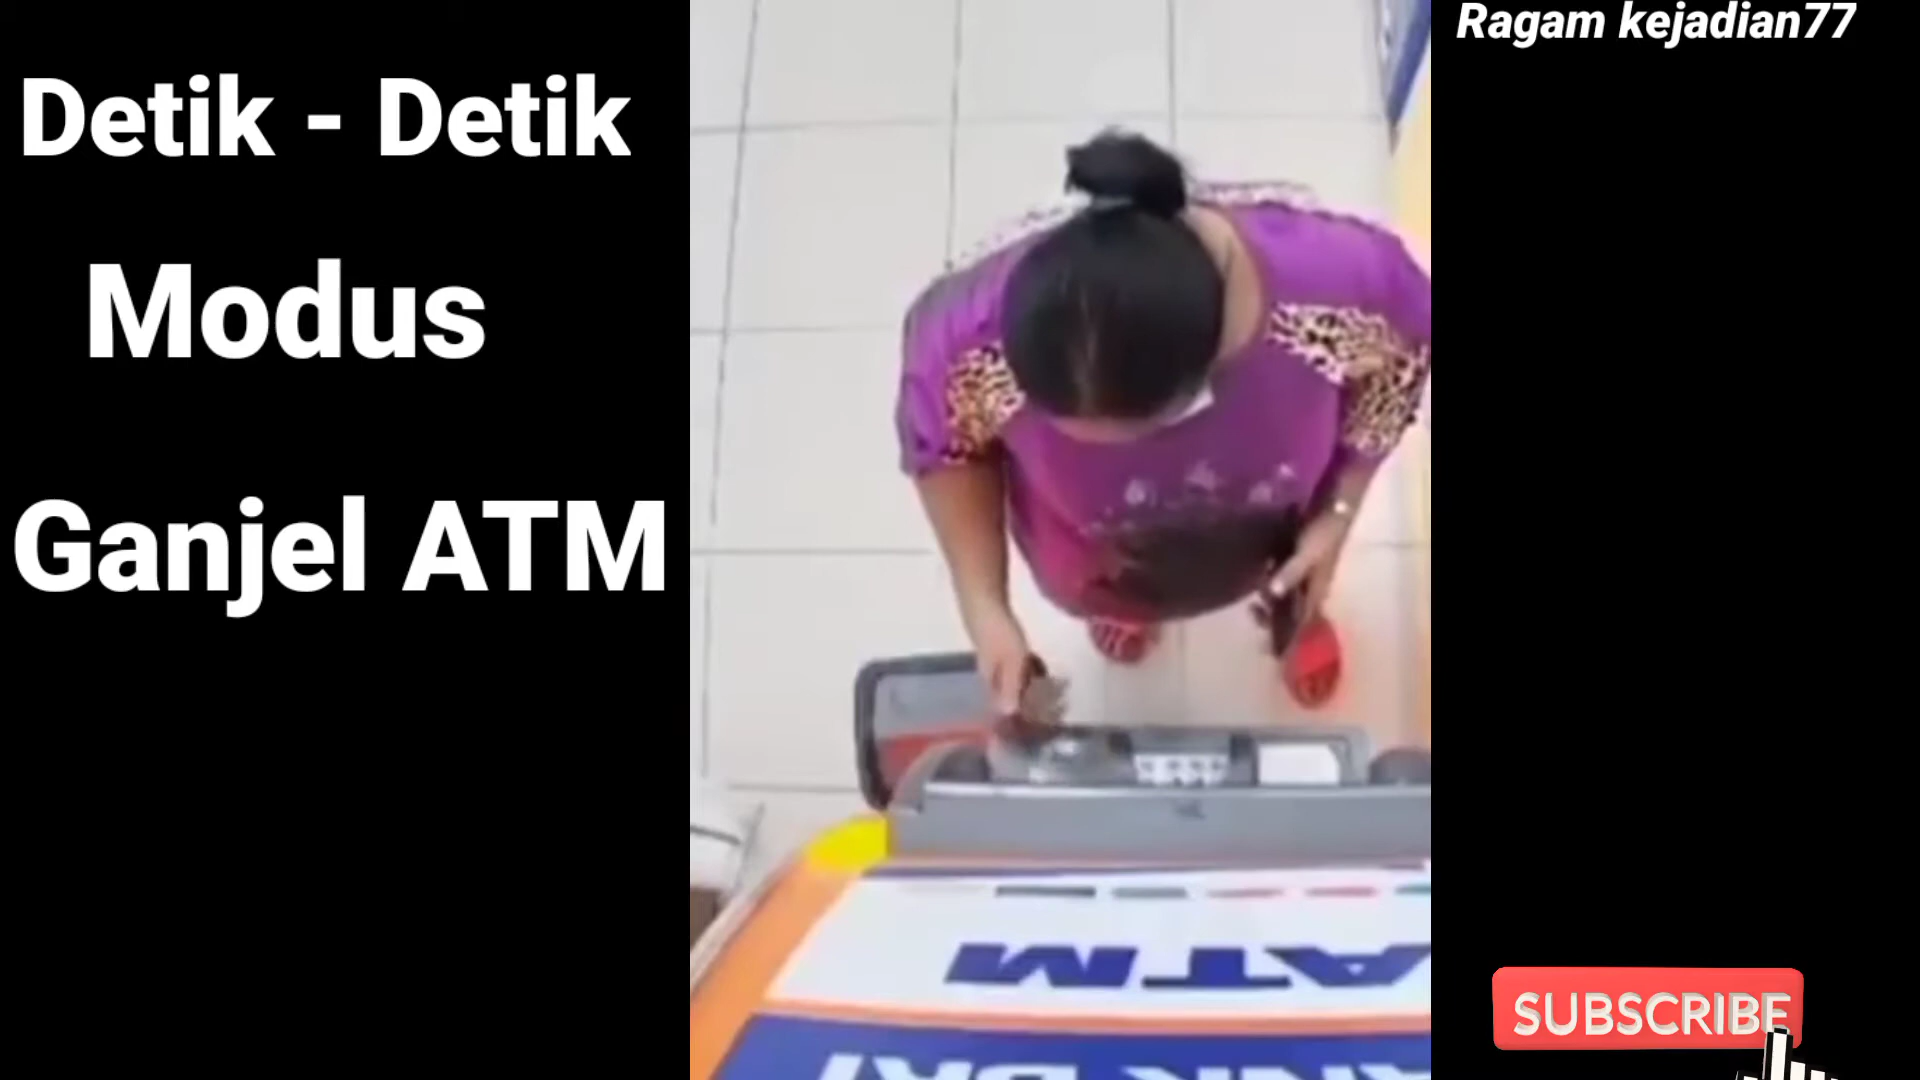 Ragam kejadian77
Detik - Detik
Modus
Ganjel ATM
ATM
SUBSCRIBE